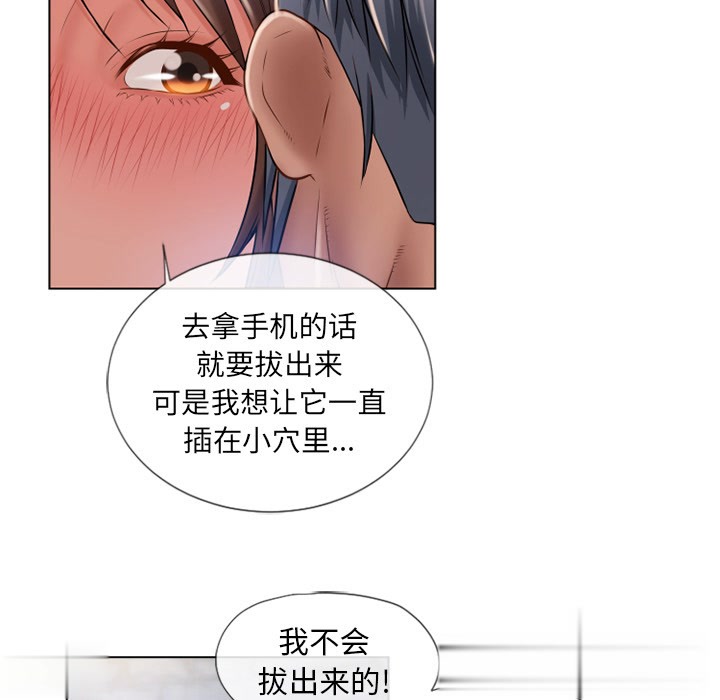 去拿手机的话
就要拔出来
可是我想让它一直
插在小穴里...
我不会
拔出来的!